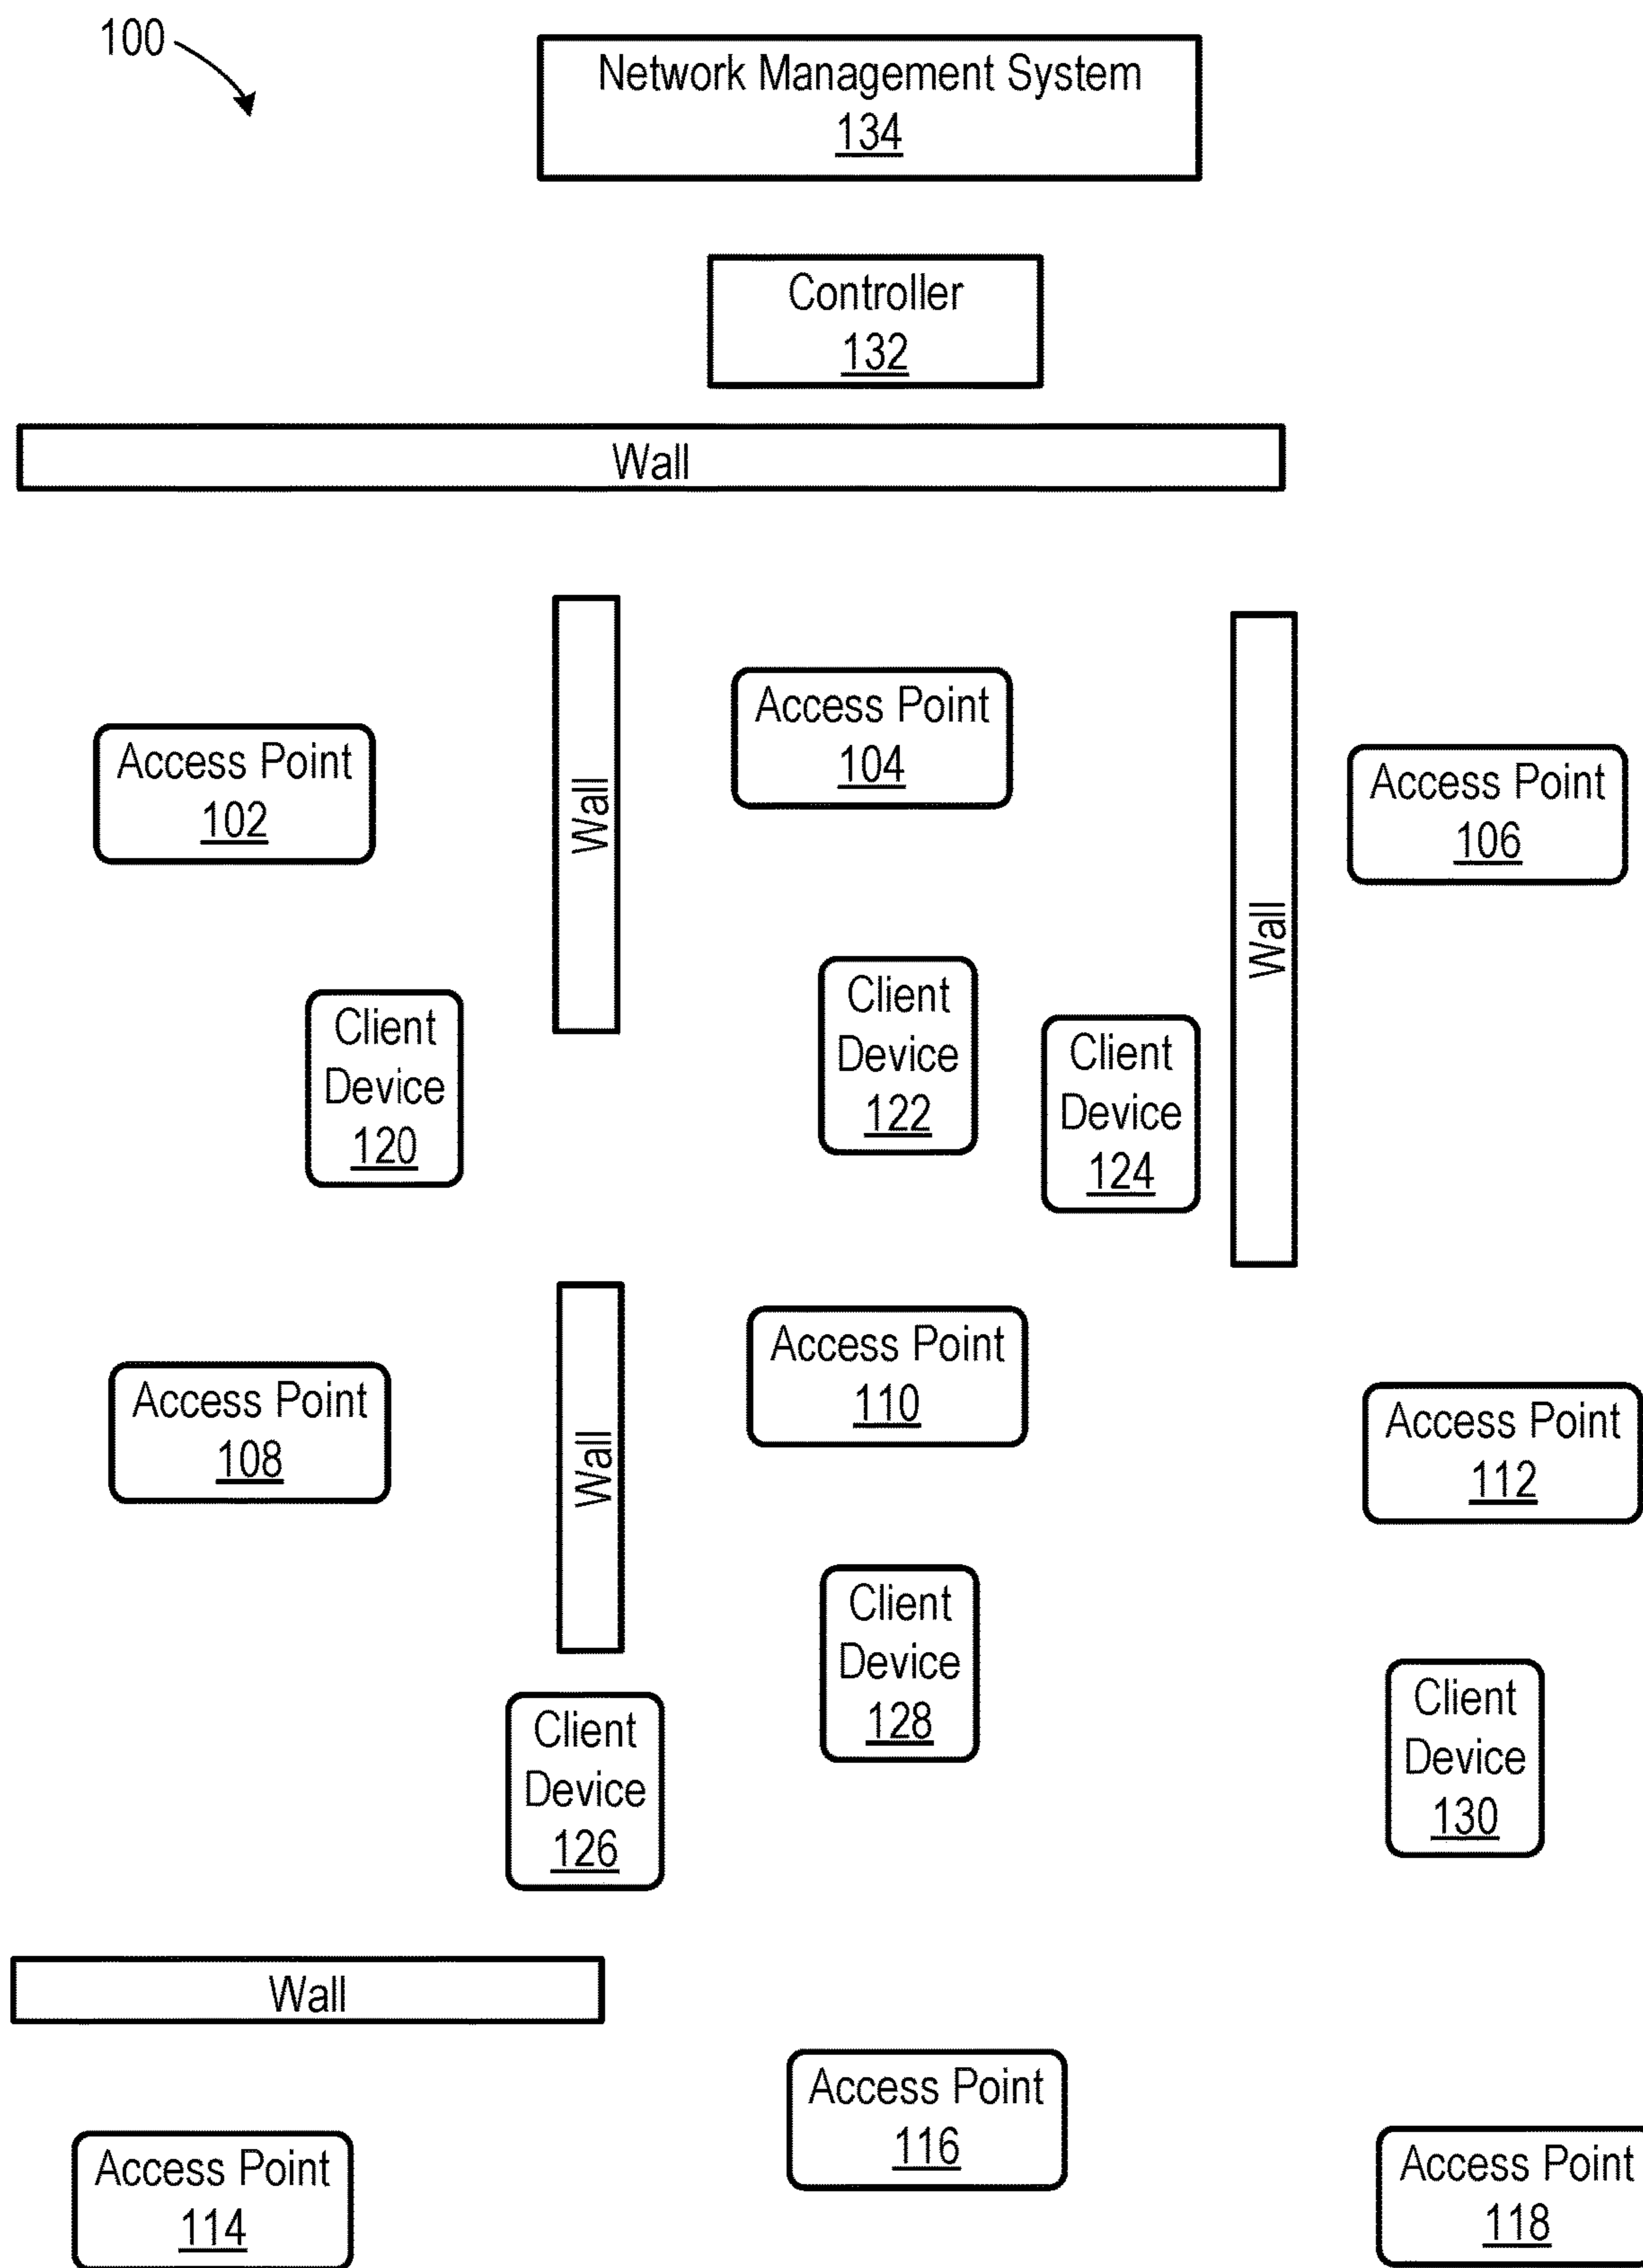 100
Network Management System
134
Controller
132
Wall
Wall
Access Point
102
Access Point
104
Wall
Access Point
106
Client
Device
120
Client
Device
122
Client
Device
124
Access Point
108
Wall
Access Point
110
Access Point
112
Client
Device
126
Client
Device
128
Client
Device
130
Wall
Access Point
114
Access Point
116
Access Point
118